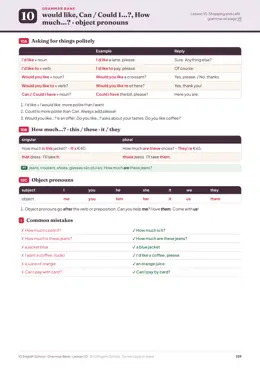 10
GRAMMAR BANK
would like, Can / Could I...?, How
much...? · object pronouns
Lesson 10: Shopping and café
grammar on page
10A Asking for things politely
Example Reply
I'd like + noun I'd like a latte, please. Sure. Anything else?
I'd like to + verb I'd like to pay, please. Of course.
Would you like + noun? Would you like a croissant? Yes, please. / No, thanks.
Would you like to + verb? Would you like to sit here? Yes, thank you!
Can / Could I have + noun? Could I have the bill, please? Here you are.
1. I'd like = I would like: more polite than I want
2. Could is more polite than Can. Always add please!
3. Would you like...? is an offer. Do you like...? asks about your tastes. Do you like coffee?
10B How much...? · this / these · it / they
singular plural
How much is this jacket? – It's €40. How much are these shoes? – They're €60.
that dress. I'll take it. those jeans. I'll take them.
jeans, trousers, shoes, glasses
How much are these jeans?
10C Object pronouns
subject I you he she it we they
object me you him her it us them
1. Object pronouns go after the verb or preposition: Can you help me? I love them. Come with us!
! Common mistakes
✗ How much cost it? ✓ How much is it?
✗ How much is these jeans? ✓ How much are these jeans?
✗ a jacket blue ✓ a blue jacket
✗ I want a coffee. (rude) ✓ I'd like a coffee, please.
✓ an orange juice
✗ Can I pay with card? ✓ Can I pay by card?